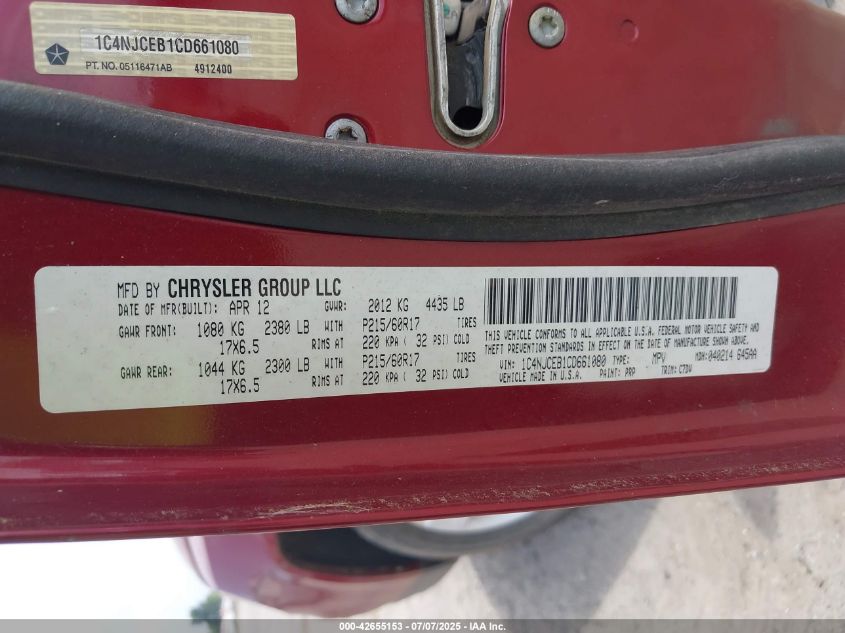 1C4NJCEB1CD661080
PT. NO. 05116471AB 4912400
MFD BY CHRYSLER GROUP LLC
DATE OF MFR(BUILT): APR 12 GVWR: 2012 KG 4435 LB
GAWR FRONT: 1080 KG 2380 LB WITH P215/60R17 TIRES
17X6.5 RIMS AT 220 KPA ( 32 PSI) COLD
GAWR REAR: 1044 KG 2300 LB WITH P215/60R17 TIRES
17X6.5 RIMS AT 220 KPA ( 32 PSI) COLD
THIS VEHICLE CONFORMS TO ALL APPLICABLE U.S.A. FEDERAL MOTOR VEHICLE SAFETY AND
THEFT PREVENTION STANDARDS IN EFFECT ON THE DATE OF MANUFACTURE SHOWN ABOVE.
VIN: 1C4NJCEB1CD661080 TYPE: MPV MDH: 040214 645AA
VEHICLE MADE IN U.S.A. PAINT: PRP TRIM: C7DV
000-42655153 - 07/07/2025 - IAA Inc.